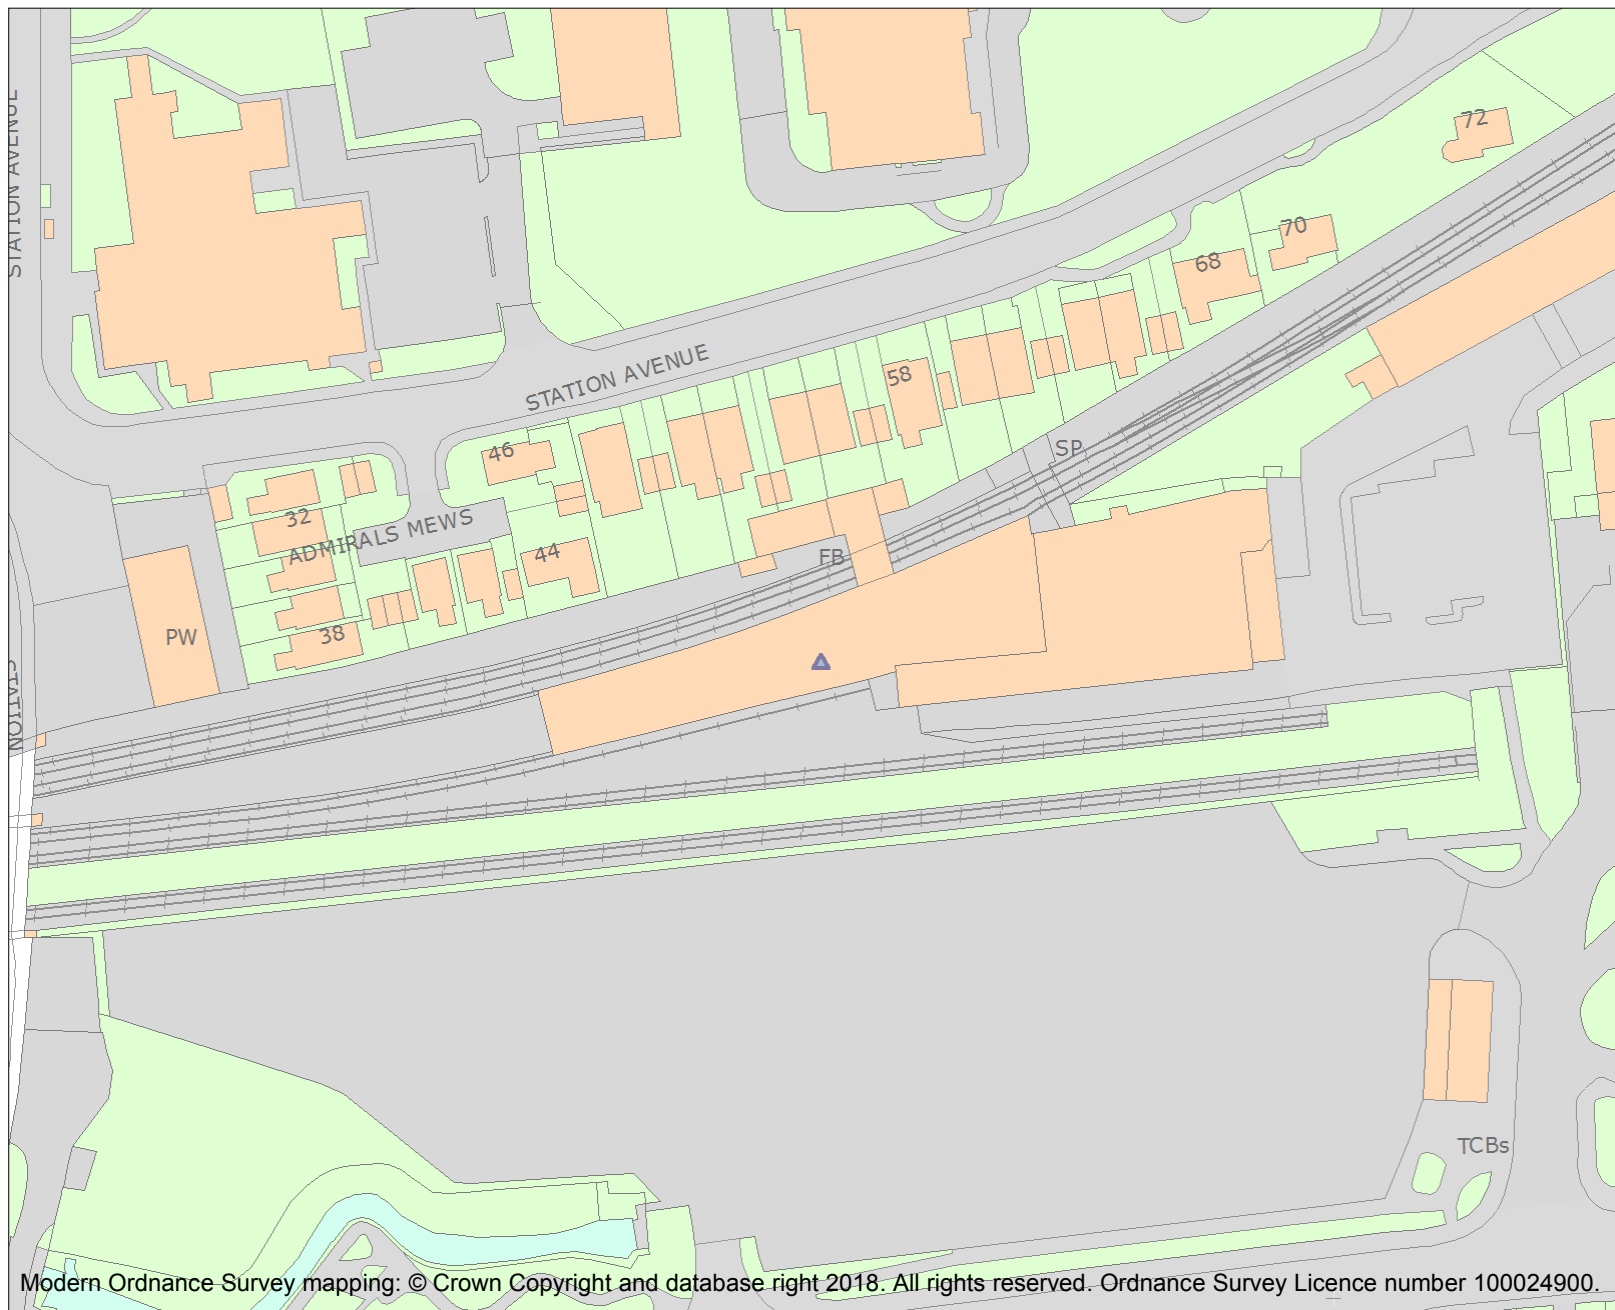 STATION AVENUE
72
70
68
STATION AVENUE
58
46
SP
32
ADMIRALS MEWS
44
FB
38
PW
STATION
TCBs
Modern Ordnance Survey mapping: © Crown Copyright and database right 2018. All rights reserved. Ordnance Survey Licence number 100024900.